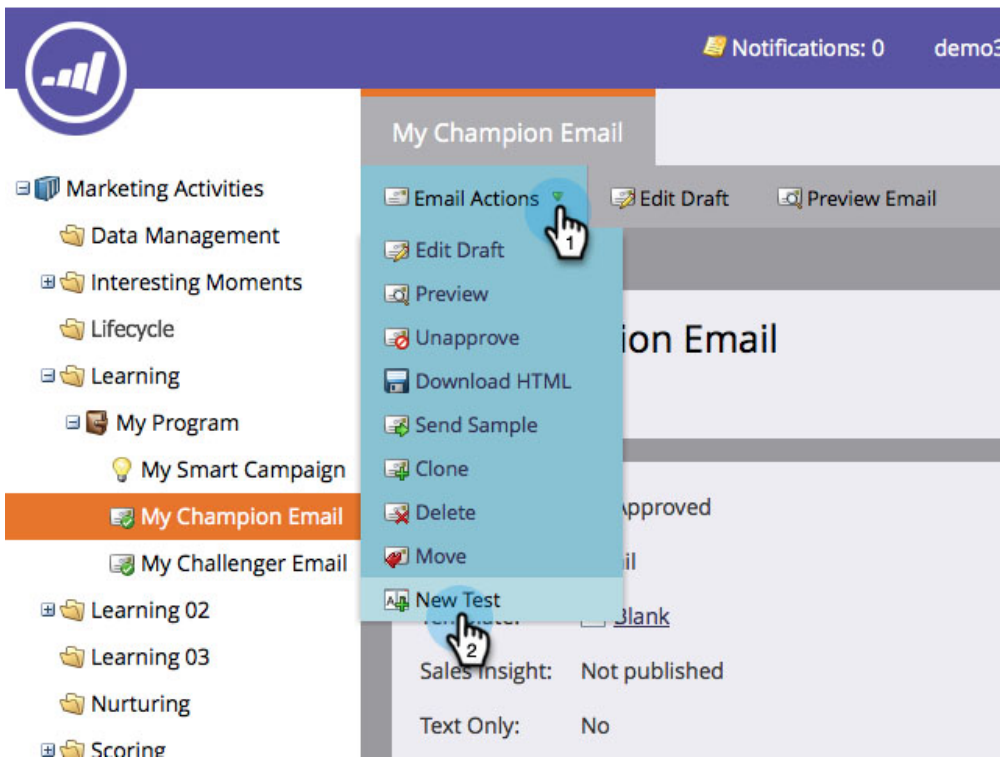 Notifications: 0 demo3
My Champion Email
Marketing Activities
Data Management
Interesting Moments
Lifecycle
Learning
My Program
My Smart Campaign
My Champion Email
My Challenger Email
Learning 02
Learning 03
Nurturing
Scoring
Email Actions Edit Draft Preview Email
1
Edit Draft
Preview
Unapprove
Download HTML
Send Sample
Clone
Delete
Move
New Test
2
ion Email
Approved
il
Blank
Sales Insight: Not published
Text Only: No